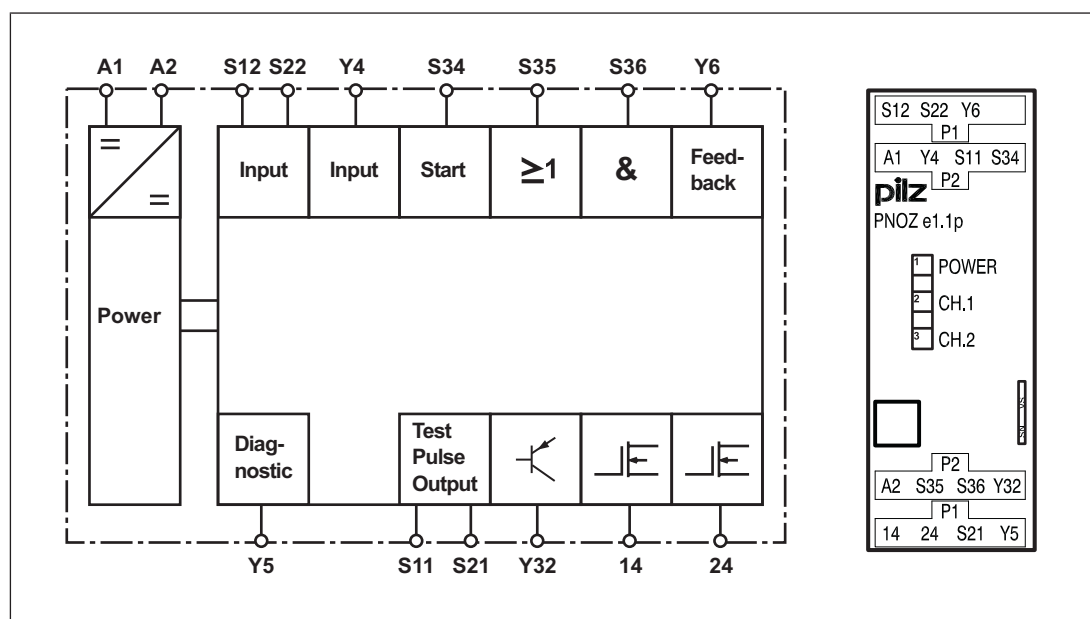 A1 A2 S12 S22 Y4 S34 S35 S36 Y6
=
=
Power
Input
Input
Start
≥1
&
Feed-
back
Diag-
nostic
Test
Pulse
Output
Y5 S11 S21 Y32 14 24
S12 S22 Y6
P1
A1 Y4 S11 S34
P2
pilz
PNOZ e1.1p
1 POWER
2 CH.1
3 CH.2
P2
A2 S35 S36 Y32
P1
14 24 S21 Y5